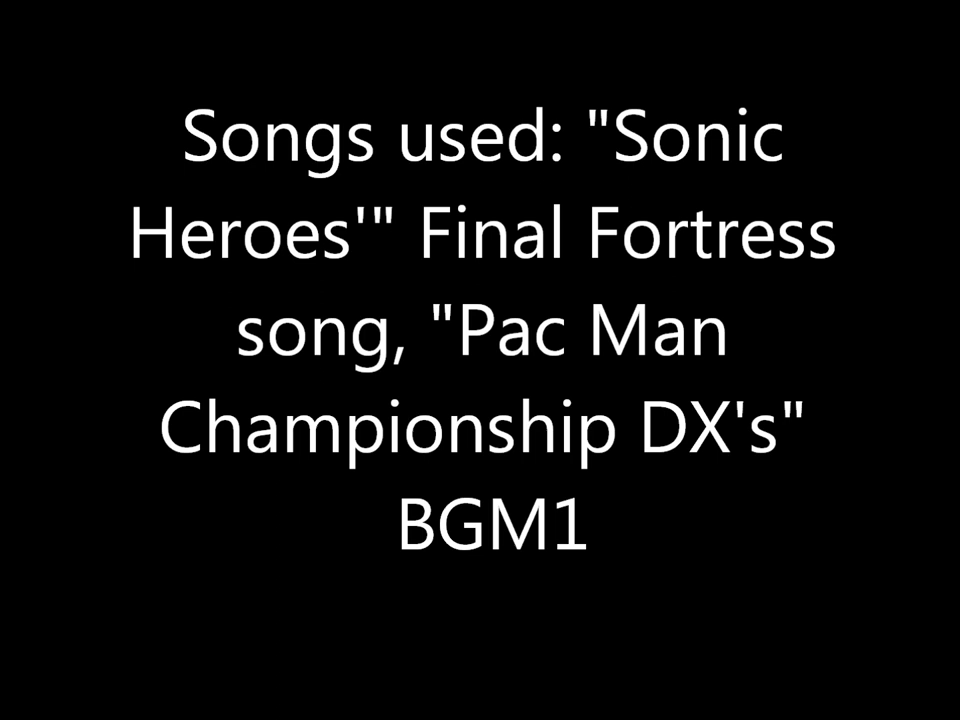 Songs used: "Sonic
Heroes'" Final Fortress
song, "Pac Man
Championship DX's"
BGM1